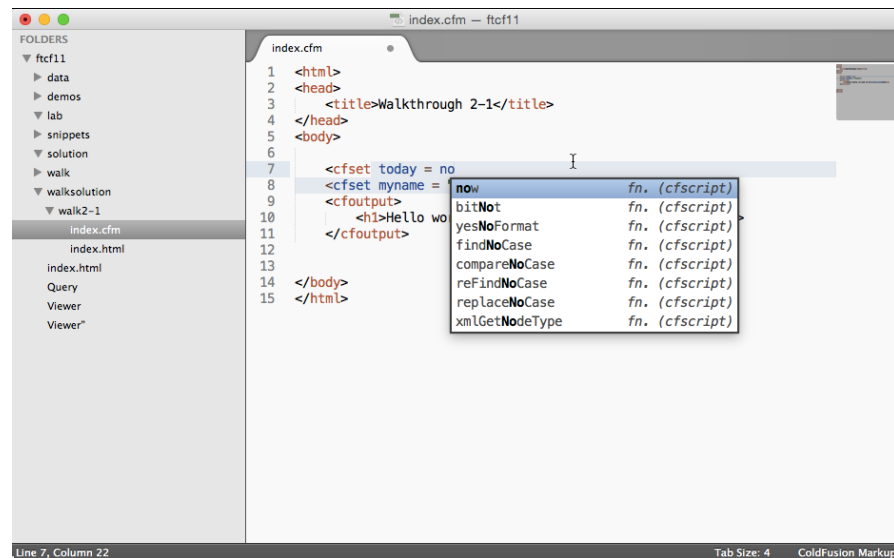 index.cfm — ftcf11
FOLDERS
ftcf11
data
demos
lab
snippets
solution
walk
walksolution
walk2-1
index.cfm
index.html
index.html
Query
Viewer
Viewer"
index.cfm
1 <html>
2 <head>
3 <title>Walkthrough 2-1</title>
4 </head>
5 <body>
6
7 <cfset today = no
8 <cfset myname = "
9 <cfoutput>
10 <h1>Hello wor >
11 </cfoutput>
12
13
14 </body>
15 </html>
now fn. (cfscript)
bitNot fn. (cfscript)
yesNoFormat fn. (cfscript)
findNoCase fn. (cfscript)
compareNoCase fn. (cfscript)
reFindNoCase fn. (cfscript)
replaceNoCase fn. (cfscript)
xmlGetNodeType fn. (cfscript)
Line 7, Column 22 Tab Size: 4 ColdFusion Markup